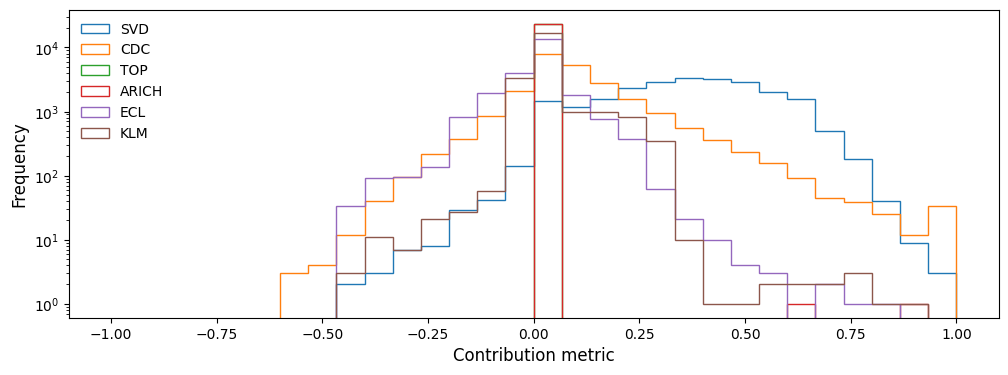 SVD
CDC
TOP
ARICH
ECL
KLM
Frequency
10⁴
10³
10²
10¹
10⁰
−1.00 −0.75 −0.50 −0.25 0.00 0.25 0.50 0.75 1.00
Contribution metric